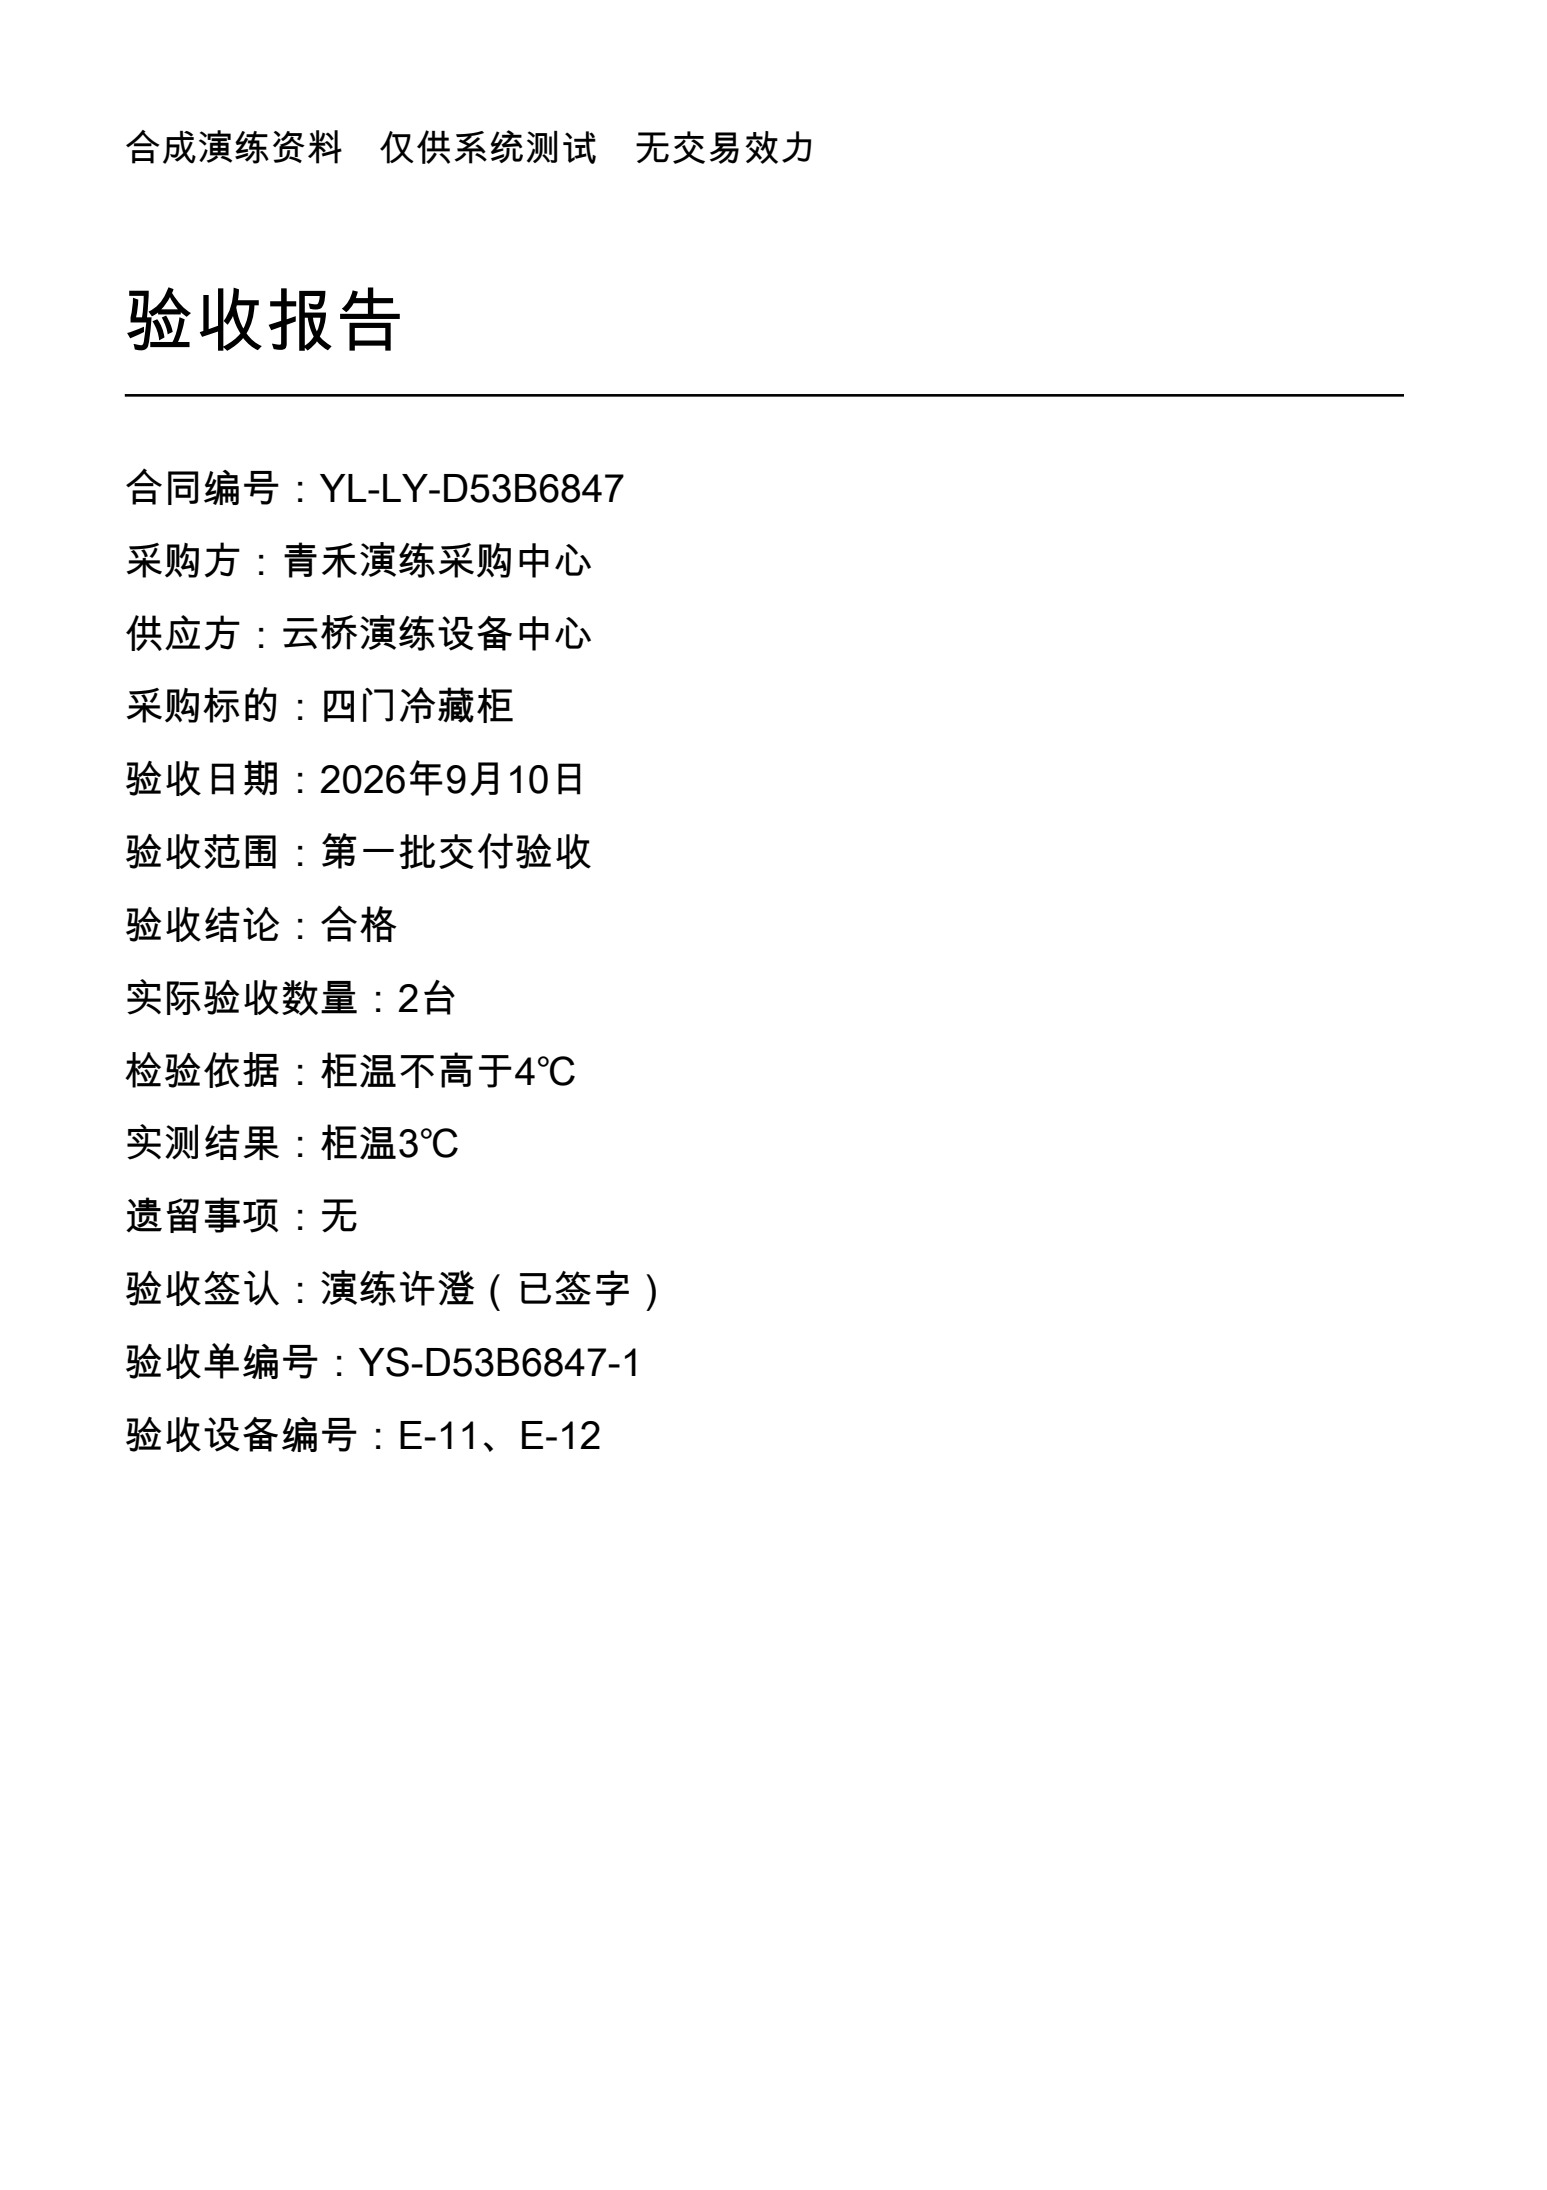 合成演练资料　仅供系统测试　无交易效力
验收报告
合同编号：YL-LY-D53B6847
采购方：青禾演练采购中心
供应方：云桥演练设备中心
采购标的：四门冷藏柜
验收日期：2026年9月10日
验收范围：第一批交付验收
验收结论：合格
实际验收数量：2台
检验依据：柜温不高于4℃
实测结果：柜温3℃
遗留事项：无
验收签认：演练许澄（已签字）
验收单编号：YS-D53B6847-1
验收设备编号：E-11、E-12